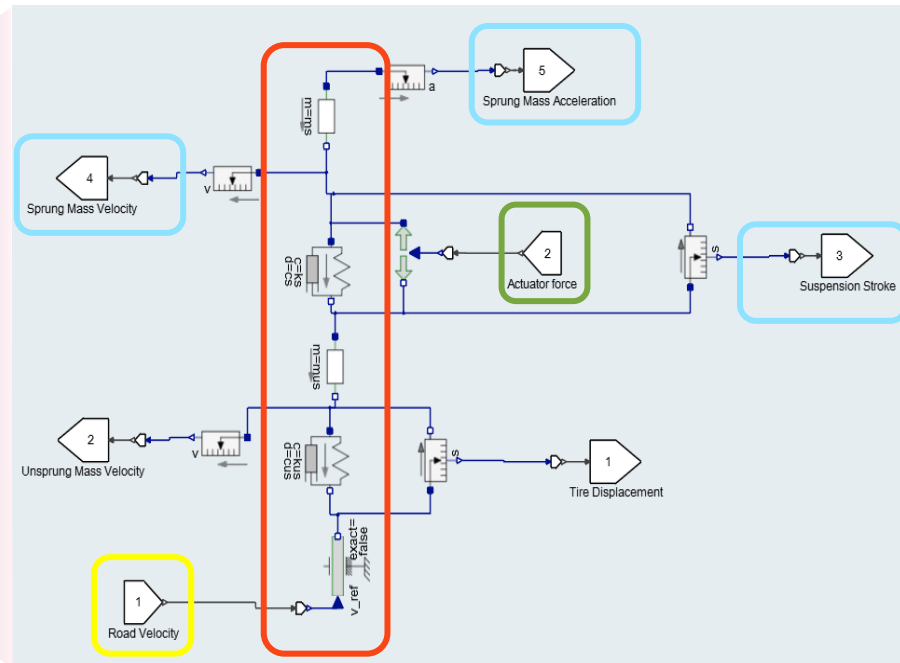 5
a
Sprung Mass Acceleration
m=ms
4
v
Sprung Mass Velocity
2
Actuator force
s
3
Suspension Stroke
c=ks
d=cs
m=mus
2
v
Unsprung Mass Velocity
c=kus
d=cus
s
1
Tire Displacement
exact=
false
v_ref
1
Road Velocity